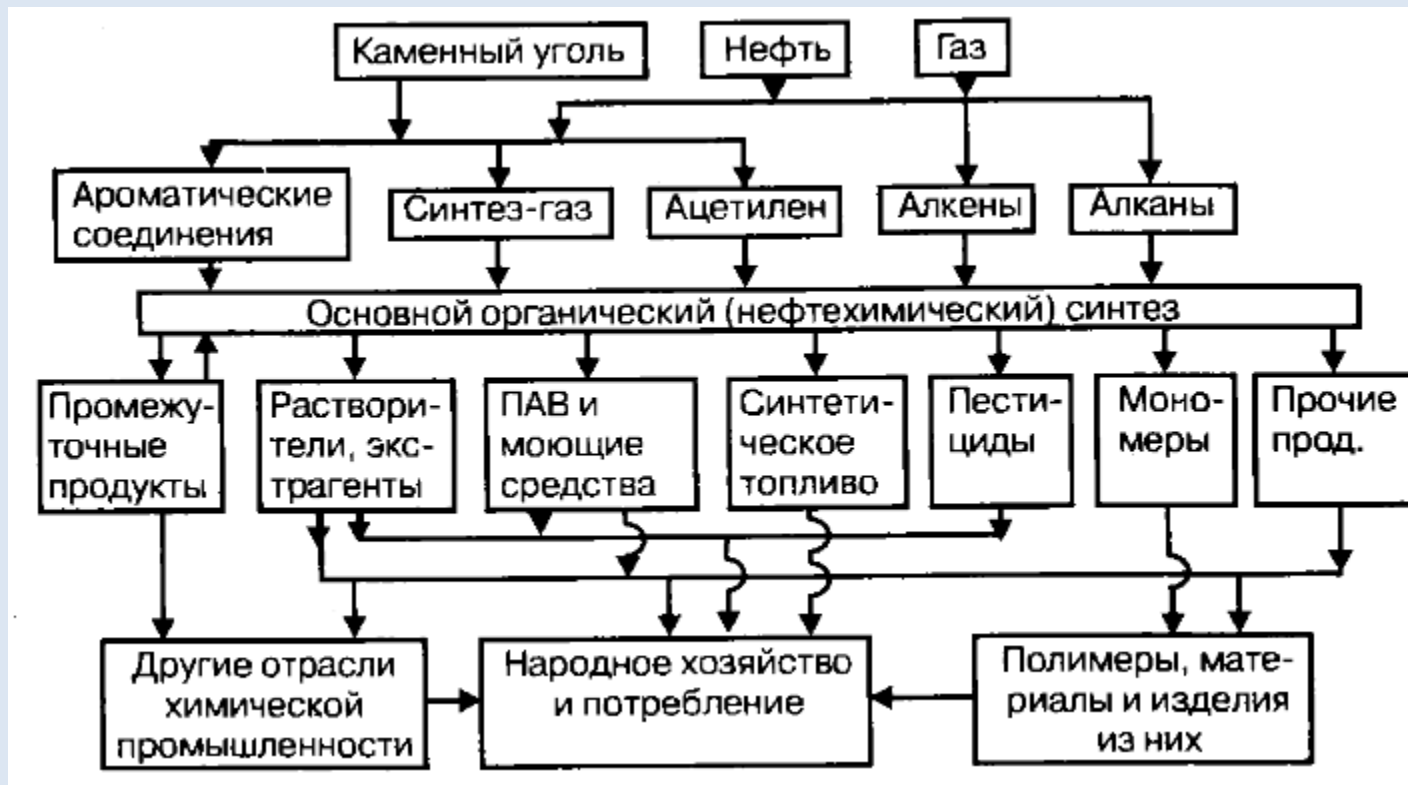 Каменный уголь
Нефть
Газ
Ароматические
соединения
Синтез-газ
Ацетилен
Алкены
Алканы
Основной органический (нефтехимический) синтез
Промежу-
точные
продукты
Раствори-
тели, экс-
трагенты
ПАВ и
моющие
средства
Синтети-
ческое
топливо
Пести-
циды
Моно-
меры
Прочие
прод.
Другие отрасли
химической
промышленности
Народное хозяйство
и потребление
Полимеры, мате-
риалы и изделия
из них